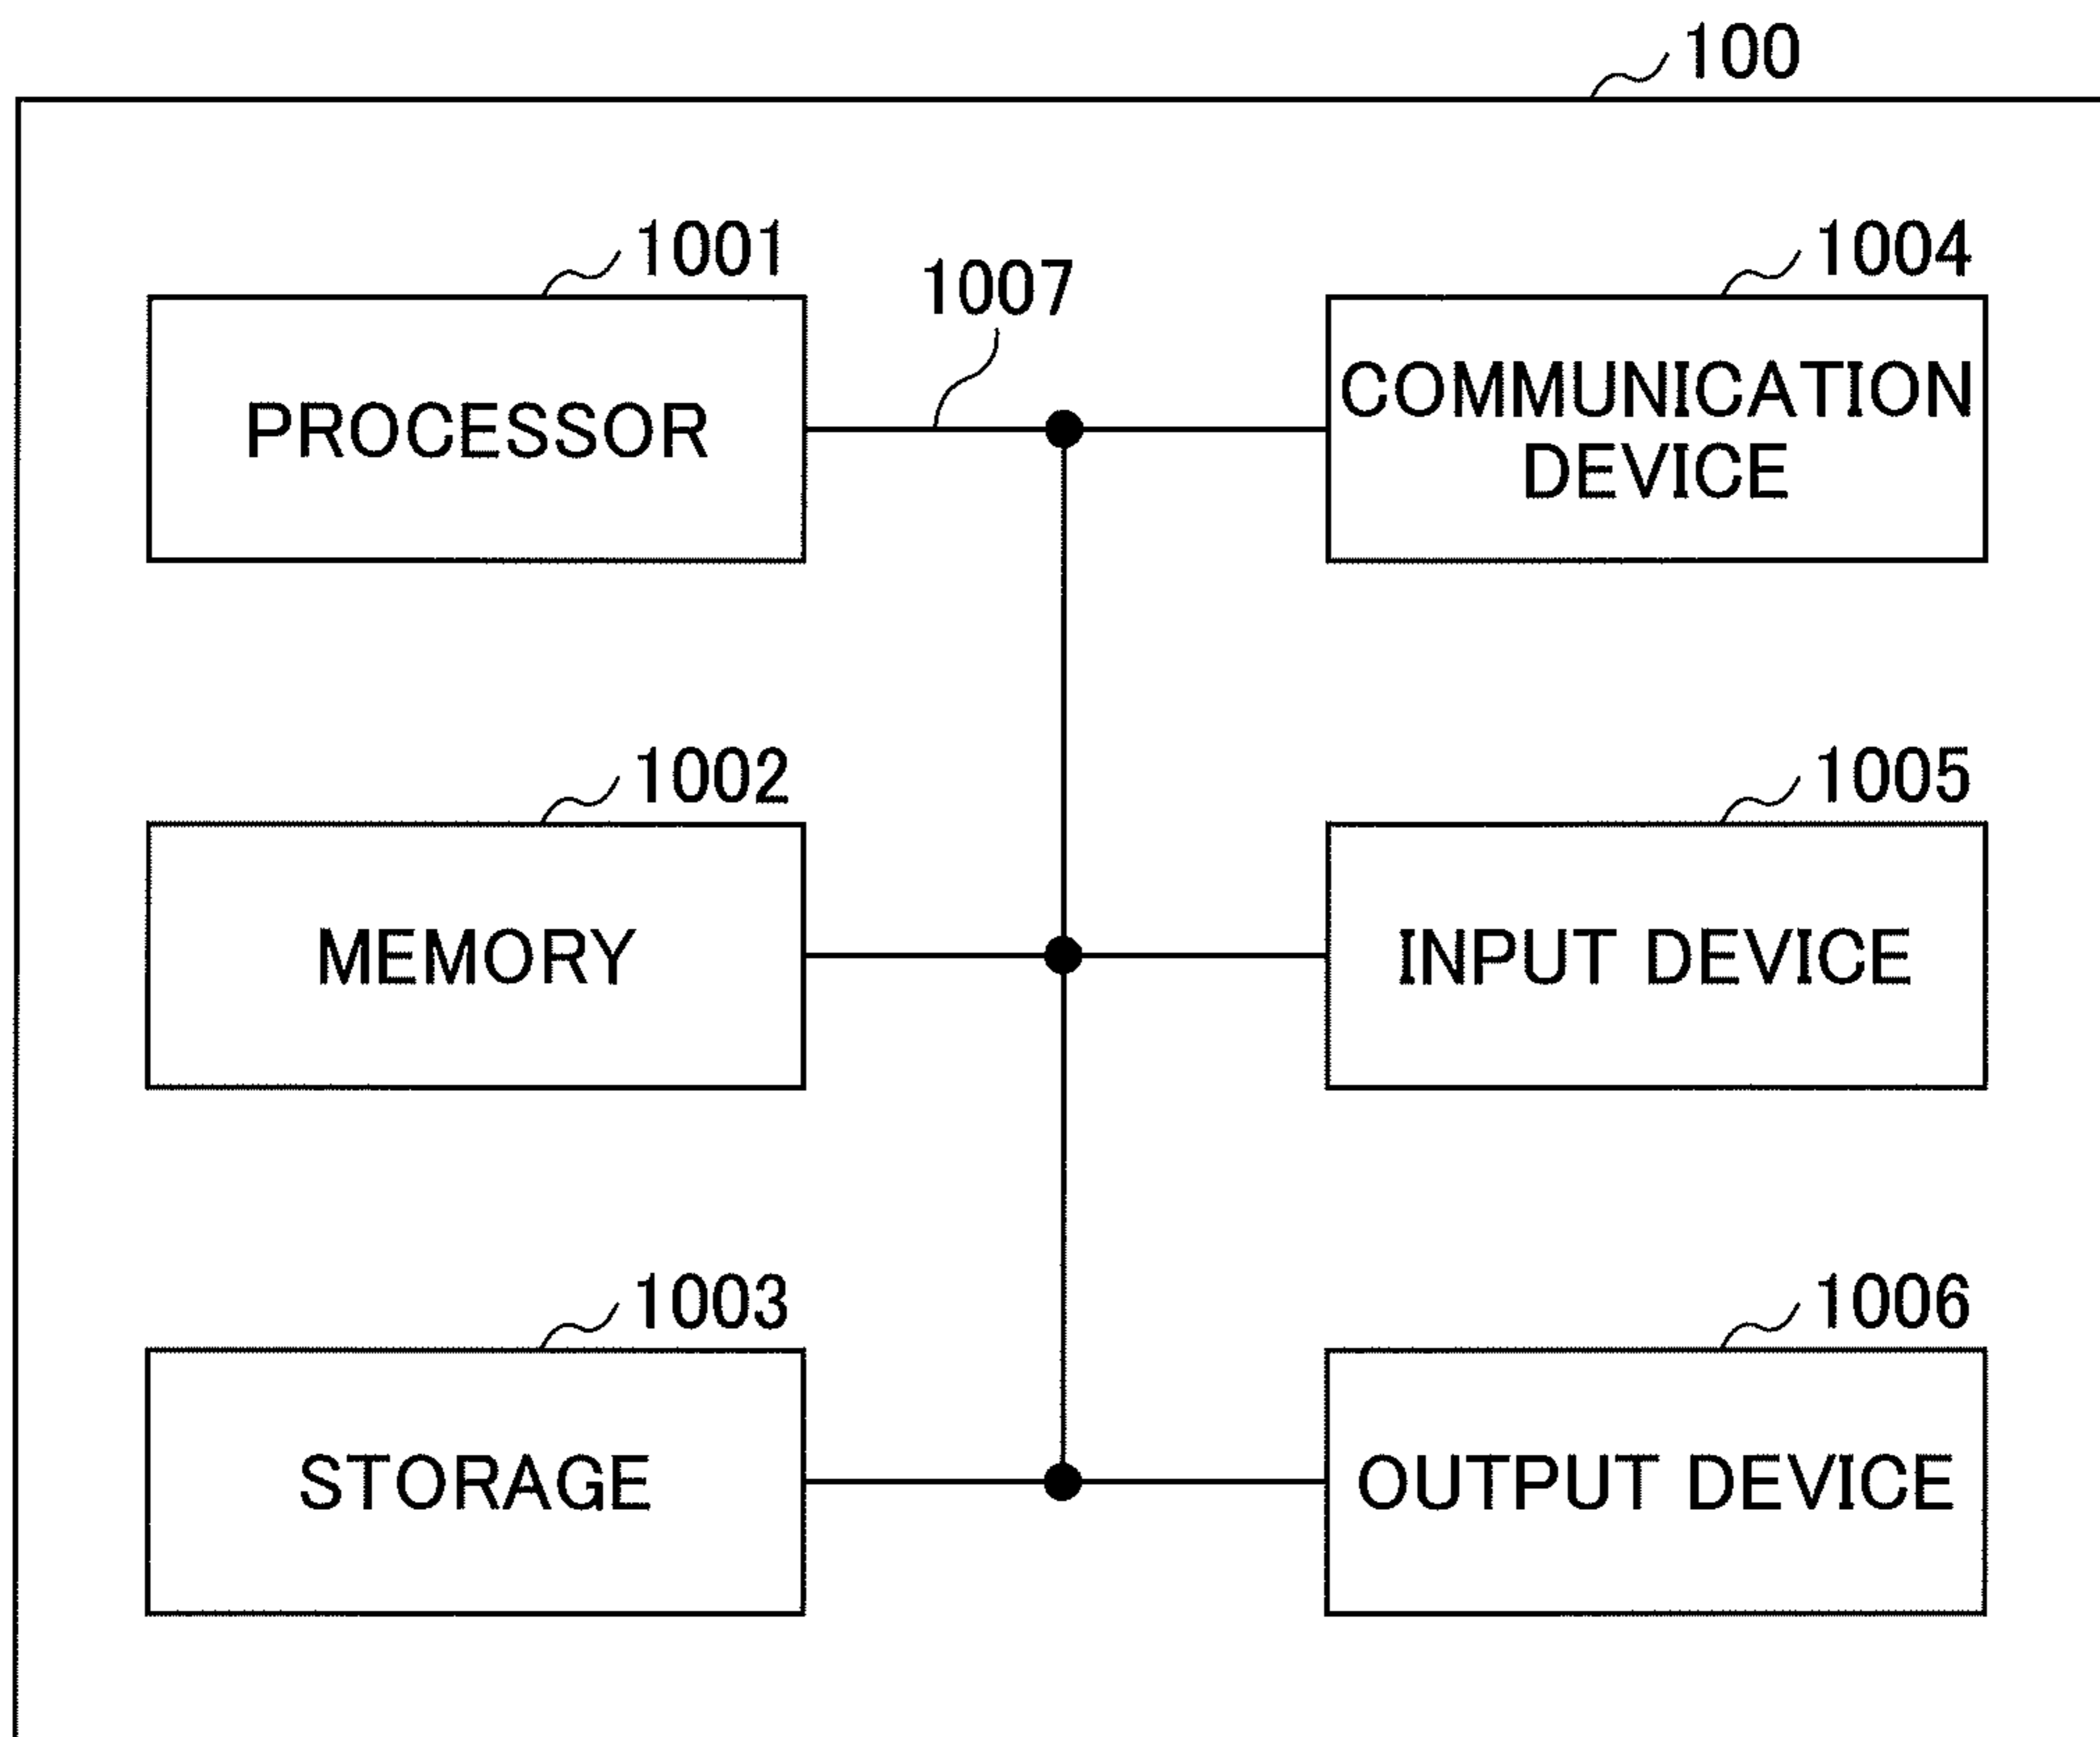 100
1001
1007
1004
PROCESSOR
COMMUNICATION
DEVICE
1002
1005
MEMORY
INPUT DEVICE
1003
1006
STORAGE
OUTPUT DEVICE